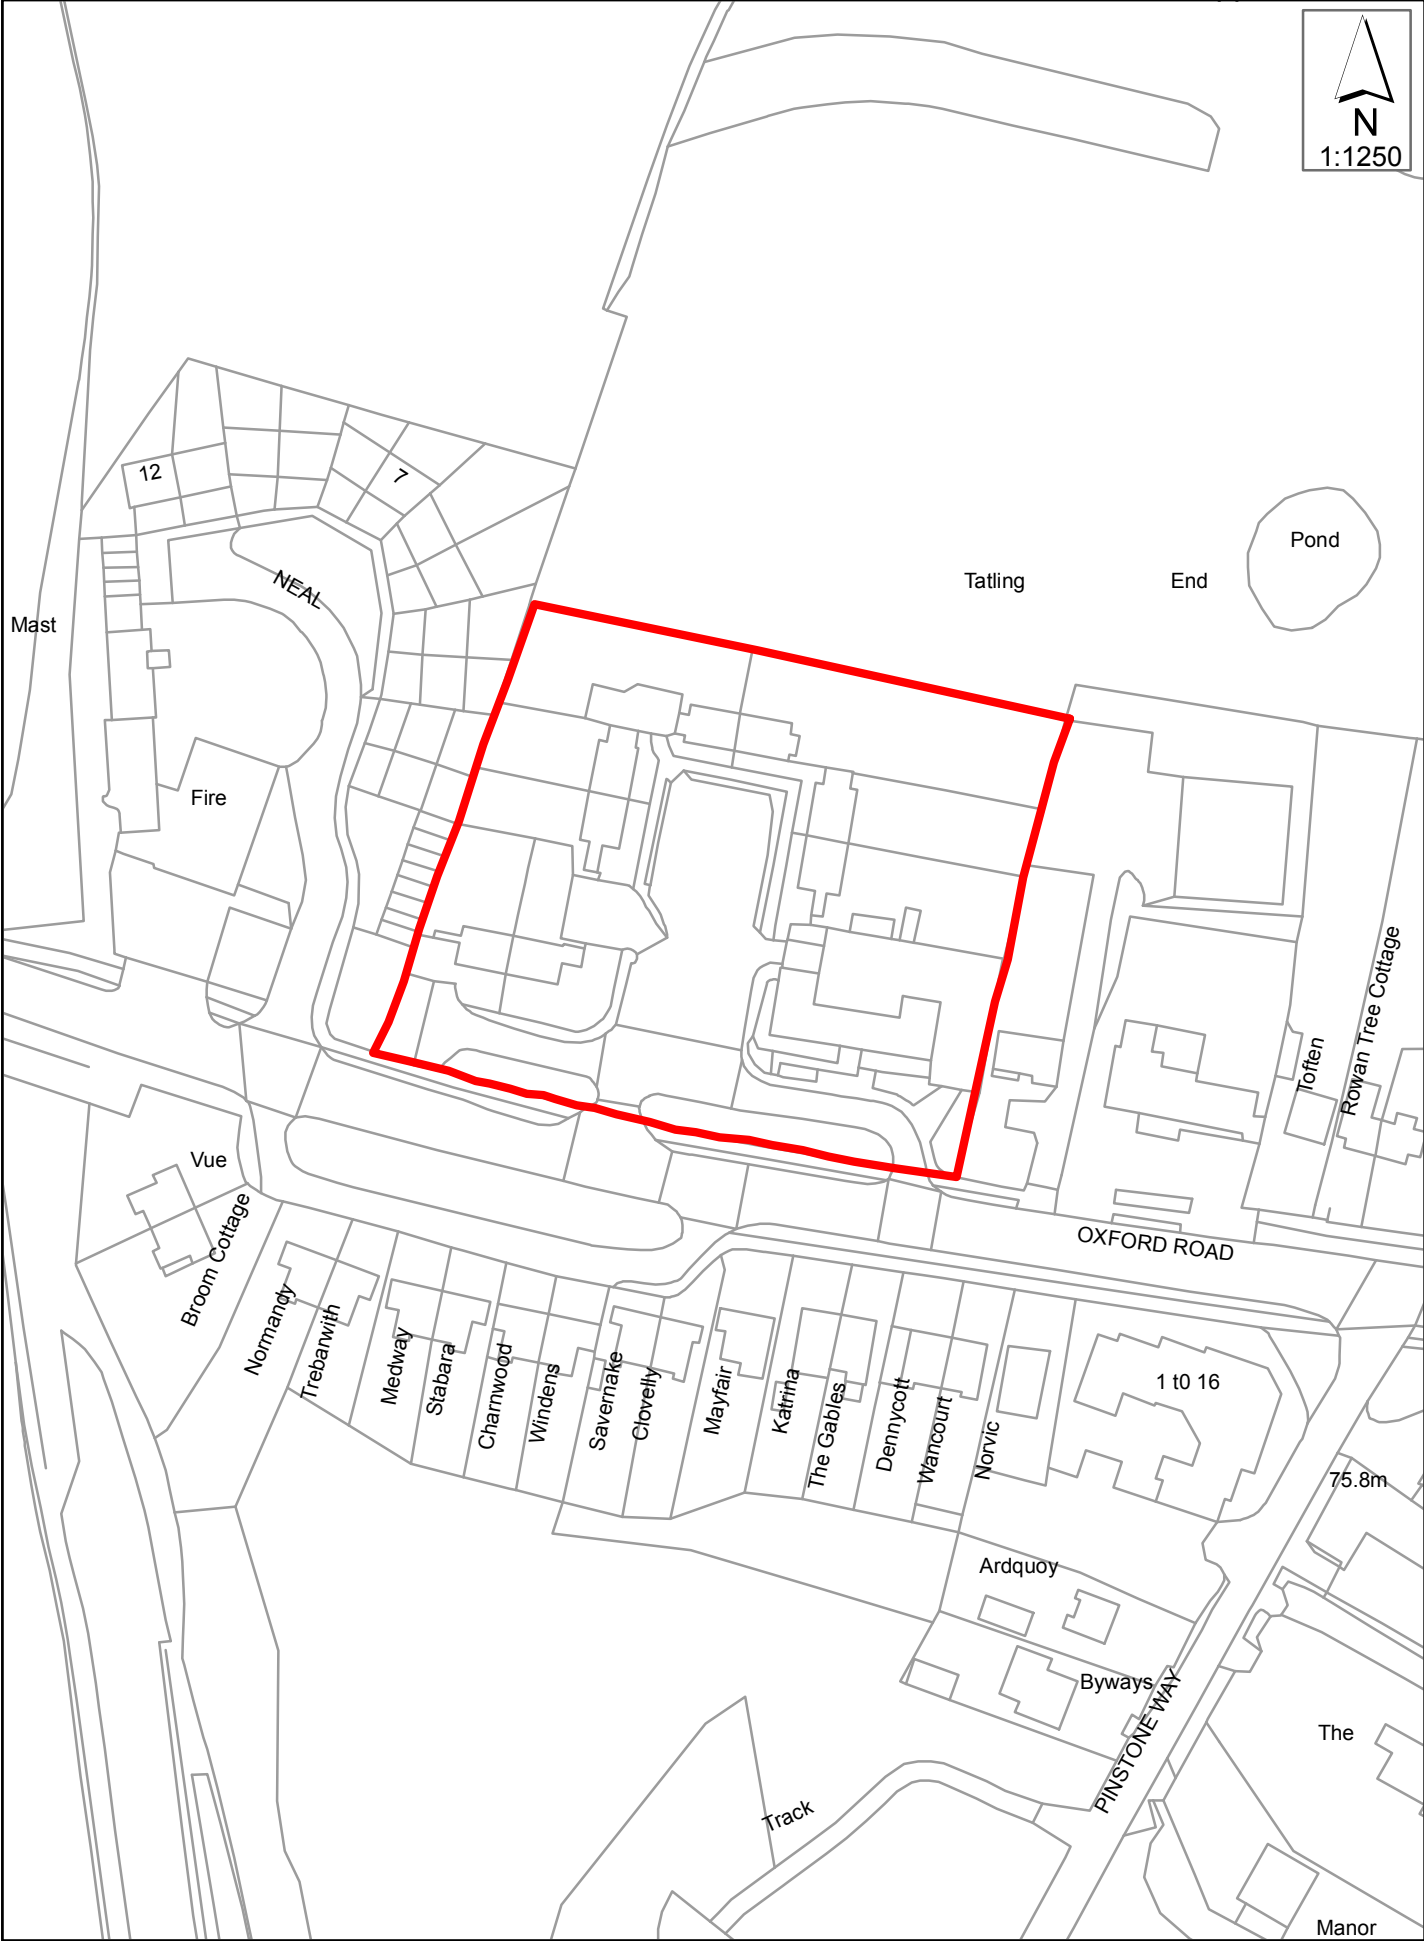 N
1:1250
12
7
NEAL
Pond
Tatling
End
Mast
Fire
Rowan Tree Cottage
Toften
Vue
Broom Cottage
OXFORD ROAD
Normandy
Trebarwith
Medway
Stabara
Charnwood
Windens
Savernake
Clovelly
Mayfair
Katrina
The Gables
Dennycott
Wancourt
Norvic
1 t0 16
75.8m
Ardquoy
Byways
PINSTONE WAY
The
Track
Manor